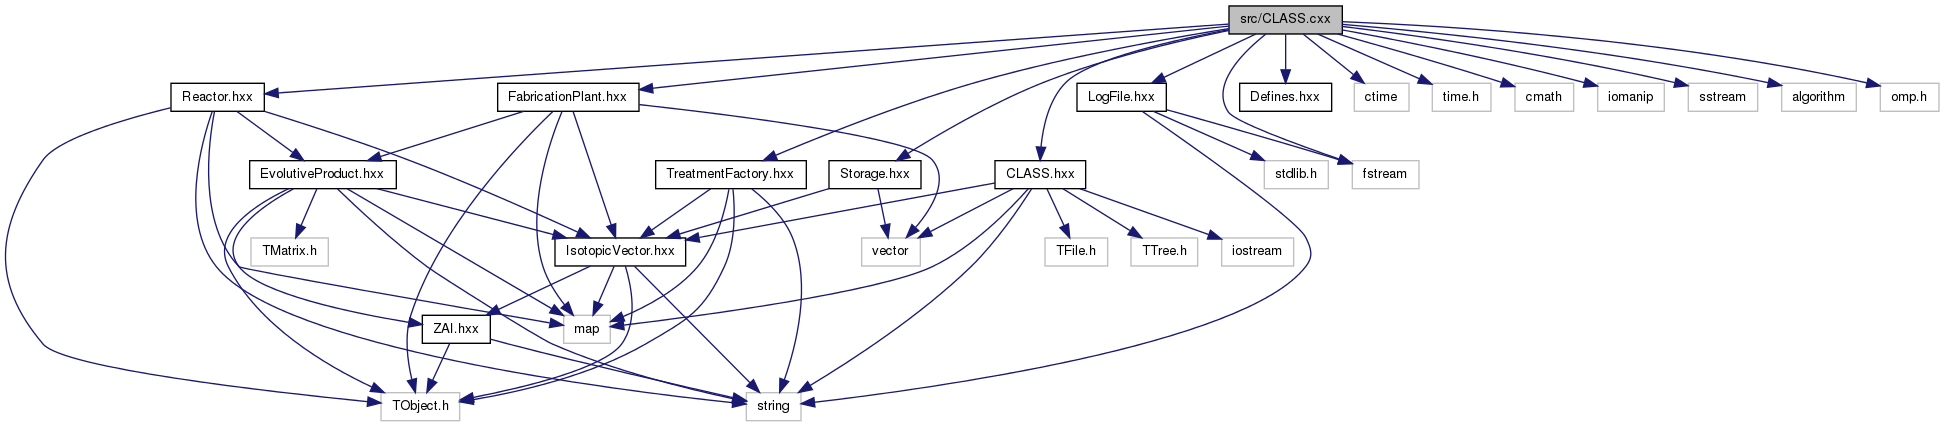 src/CLASS.cxx
Reactor.hxx
FabricationPlant.hxx
LogFile.hxx
Defines.hxx
ctime
time.h
cmath
iomanip
sstream
algorithm
omp.h
EvolutiveProduct.hxx
TreatmentFactory.hxx
Storage.hxx
CLASS.hxx
stdlib.h
fstream
TMatrix.h
IsotopicVector.hxx
vector
TFile.h
TTree.h
iostream
ZAI.hxx
map
TObject.h
string